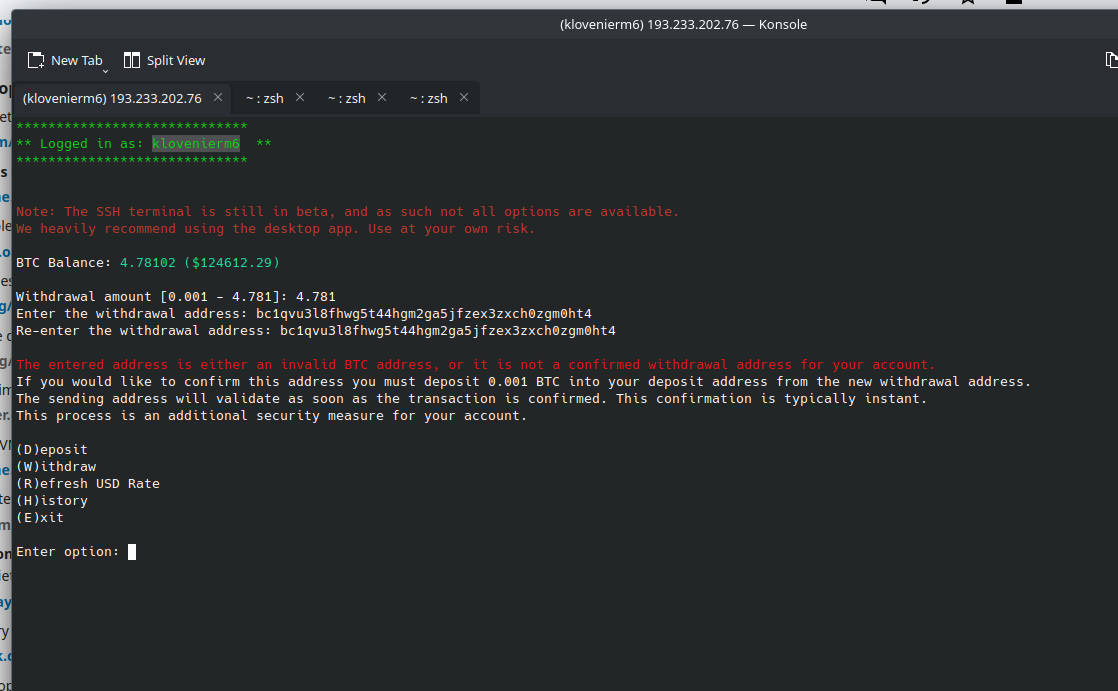 (klovenierm6) 193.233.202.76 — Konsole
New Tab
Split View
(klovenierm6) 193.233.202.76
~ : zsh
~ : zsh
~ : zsh
*****************************
** Logged in as: klovenierm6  **
*****************************
Note: The SSH terminal is still in beta, and as such not all options are available.
We heavily recommend using the desktop app. Use at your own risk.
BTC Balance: 4.78102 ($124612.29)
Withdrawal amount [0.001 - 4.781]: 4.781
Enter the withdrawal address: bc1qvu3l8fhwg5t44hgm2ga5jfzex3zxch0zgm0ht4
Re-enter the withdrawal address: bc1qvu3l8fhwg5t44hgm2ga5jfzex3zxch0zgm0ht4
The entered address is either an invalid BTC address, or it is not a confirmed withdrawal address for your account.
If you would like to confirm this address you must deposit 0.001 BTC into your deposit address from the new withdrawal address.
The sending address will validate as soon as the transaction is confirmed. This confirmation is typically instant.
This process is an additional security measure for your account.
(D)eposit
(W)ithdraw
(R)efresh USD Rate
(H)istory
(E)xit
Enter option: